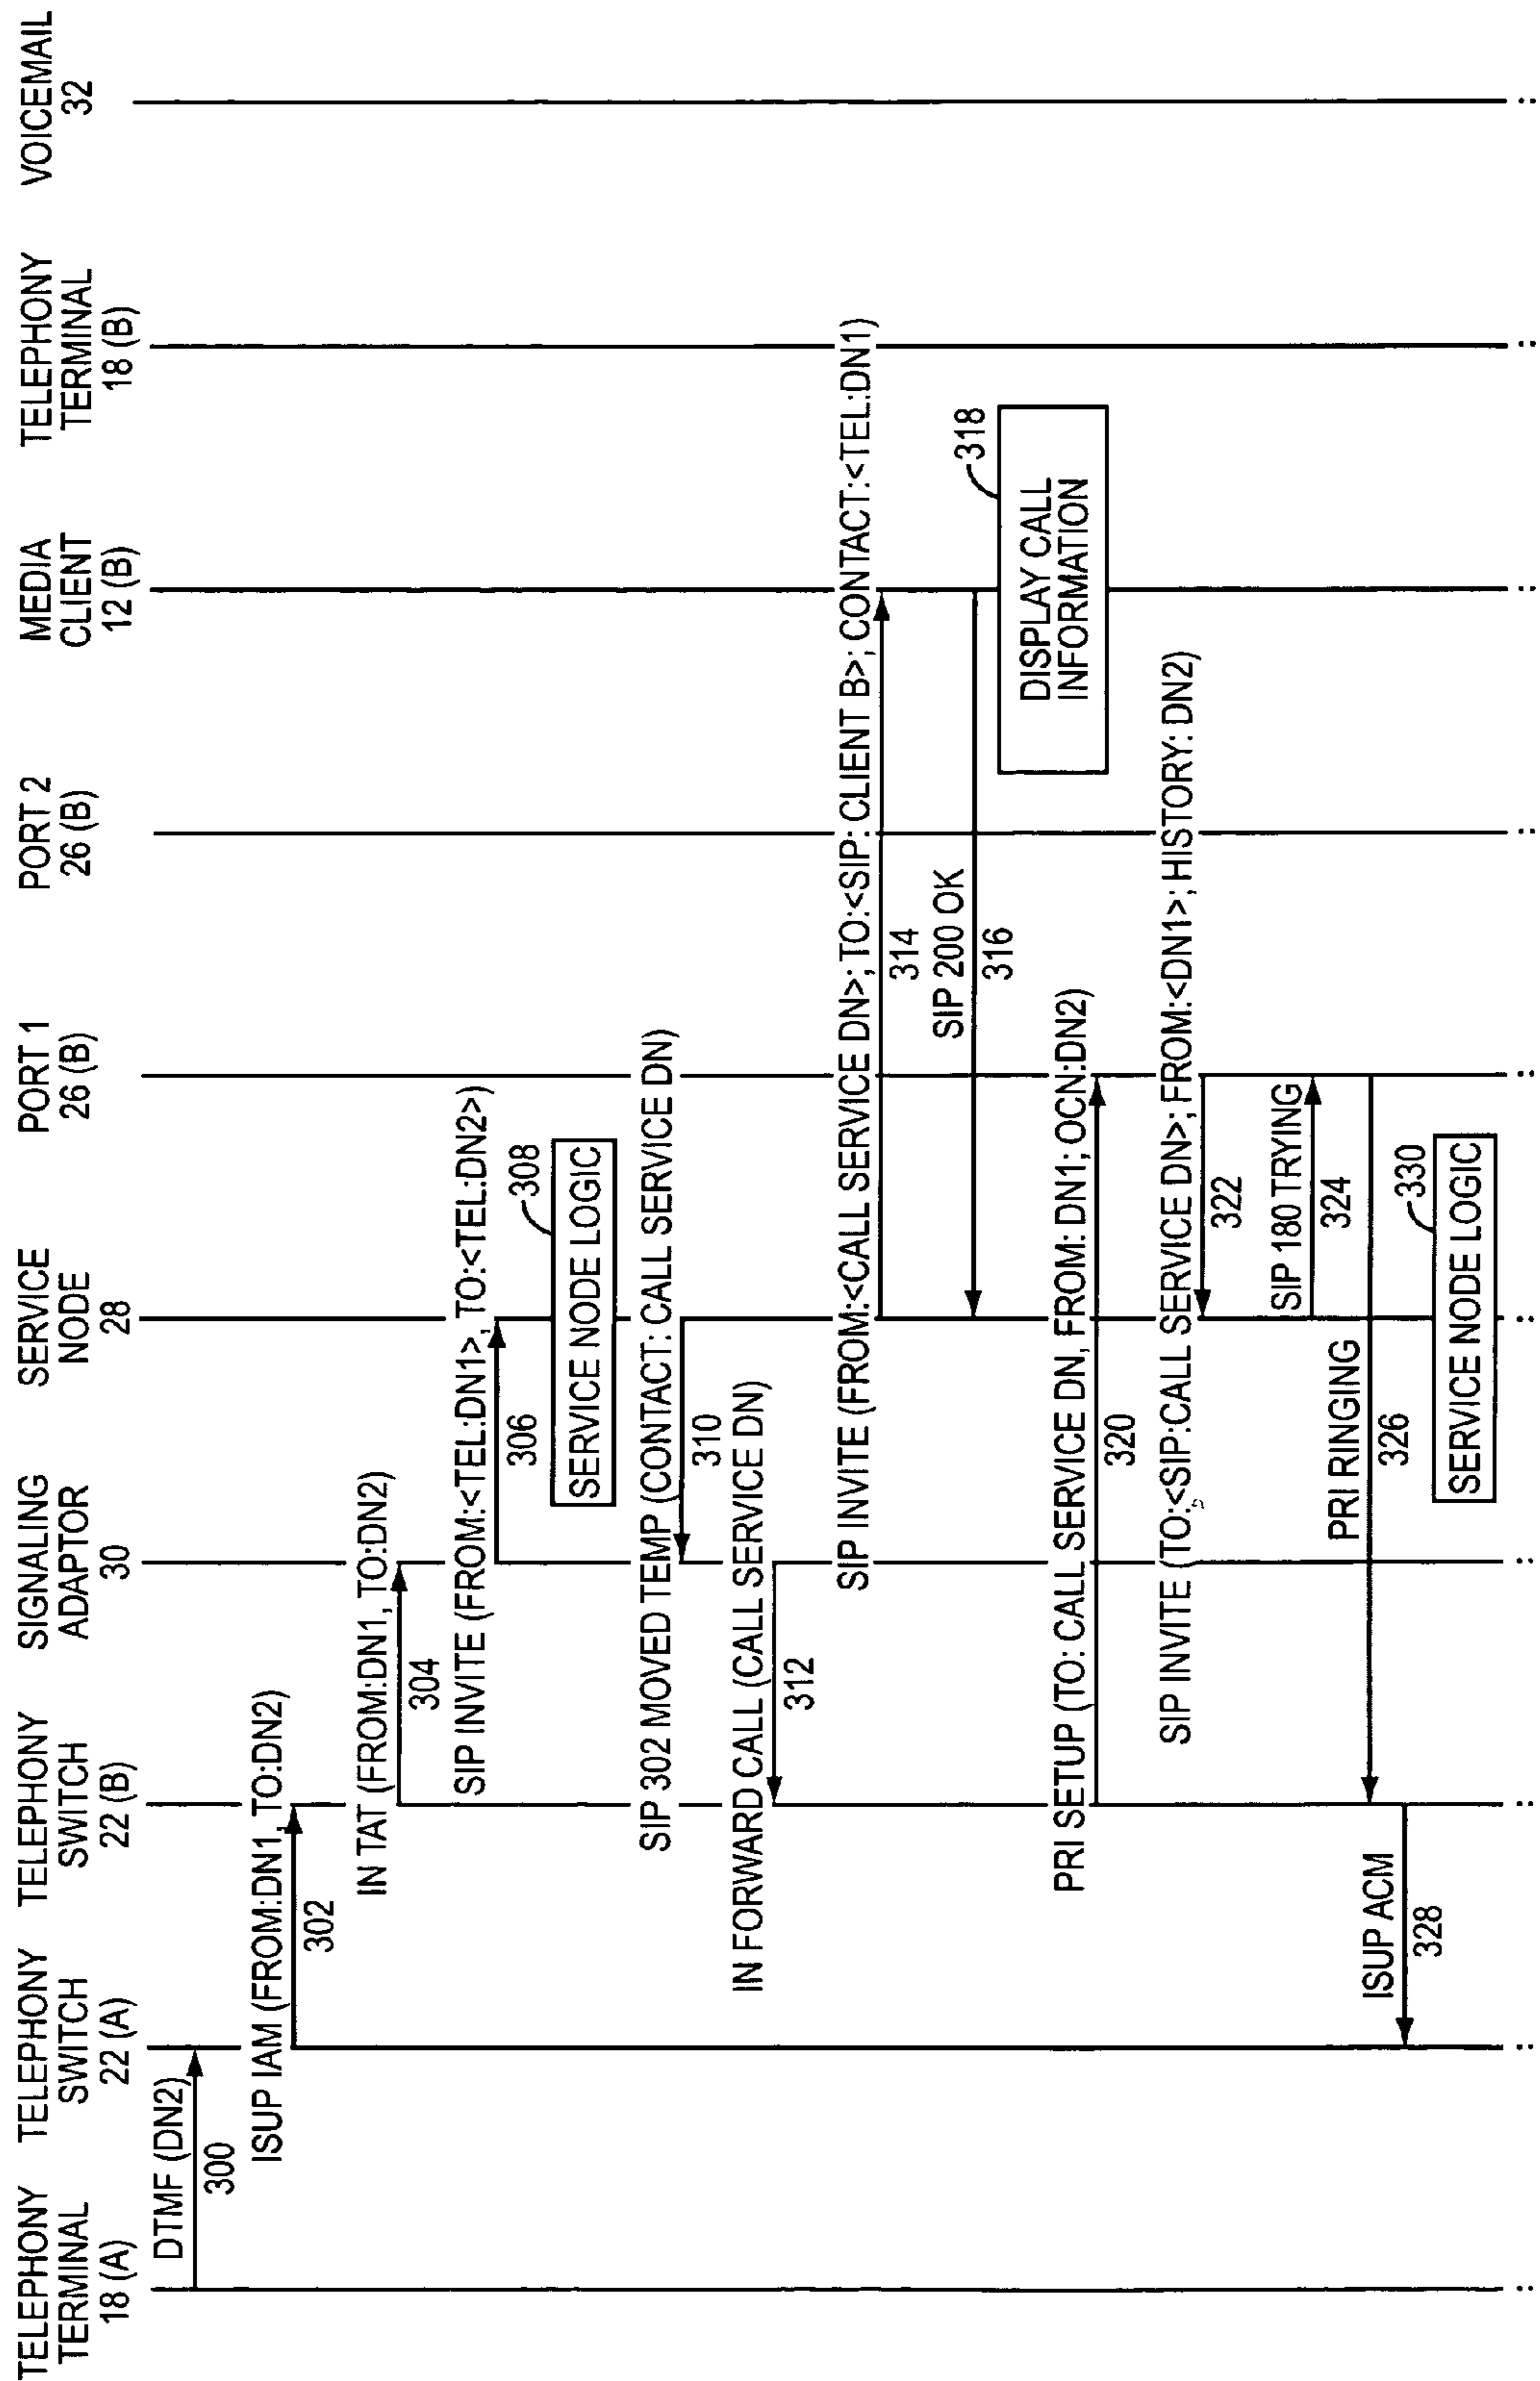 TELEPHONY
TERMINAL
18 (A)
TELEPHONY
SWITCH
22 (A)
TELEPHONY
SWITCH
22 (B)
SIGNALING
ADAPTOR
30
SERVICE
NODE
28
PORT 1
26 (B)
PORT 2
26 (B)
MEDIA
CLIENT
12 (B)
TELEPHONY
TERMINAL
18 (B)
VOICEMAIL
32
DTMF (DN2)
300
ISUP IAM (FROM:DN1, TO:DN2)
302
IN TAT (FROM:DN1, TO:DN2)
304
SIP INVITE (FROM:<TEL:DN1>, TO:<TEL:DN2>)
306
308
SERVICE NODE LOGIC
SIP 302 MOVED TEMP (CONTACT: CALL SERVICE DN)
310
IN FORWARD CALL (CALL SERVICE DN)
312
SIP INVITE (FROM:<CALL SERVICE DN>; TO:<SIP: CLIENT B>; CONTACT:<TEL:DN1)
314
SIP 200 OK
316
318
DISPLAY CALL
INFORMATION
PRI SETUP (TO: CALL SERVICE DN, FROM: DN1; OCN:DN2)
320
SIP INVITE (TO:<SIP:CALL SERVICE DN>; FROM:<DN1>; HISTORY: DN2)
322
SIP 180 TRYING
324
PRI RINGING
326
ISUP ACM
328
330
SERVICE NODE LOGIC